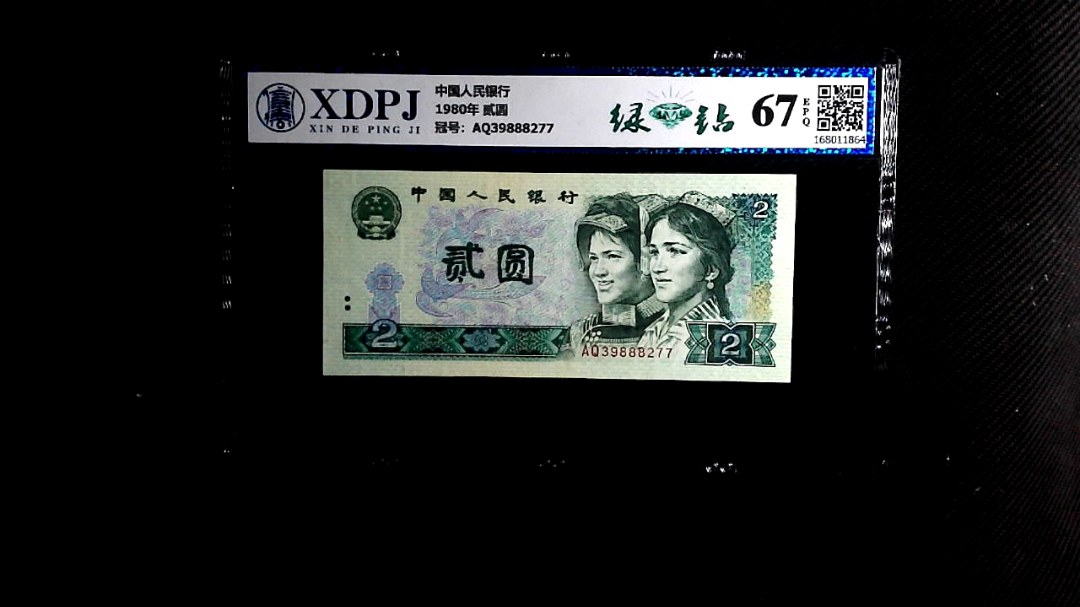 XDPJ
XIN DE PING JI
中国人民银行
1980年 贰圆
冠号: AQ39888277
绿钻
67
EPQ
168011864
中国人民银行
2
贰圆
2
AQ39888277
2